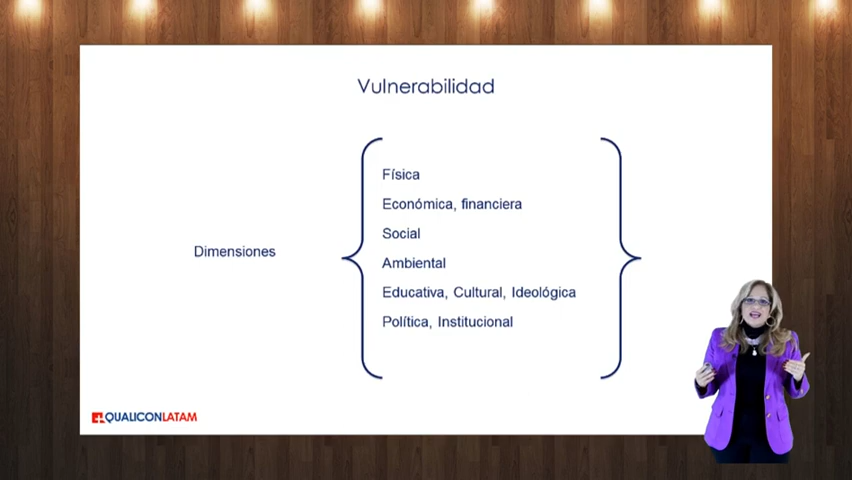 Vulnerabilidad
Dimensiones
Física
Económica, financiera
Social
Ambiental
Educativa, Cultural, Ideológica
Política, Institucional
QUALICONLATAM